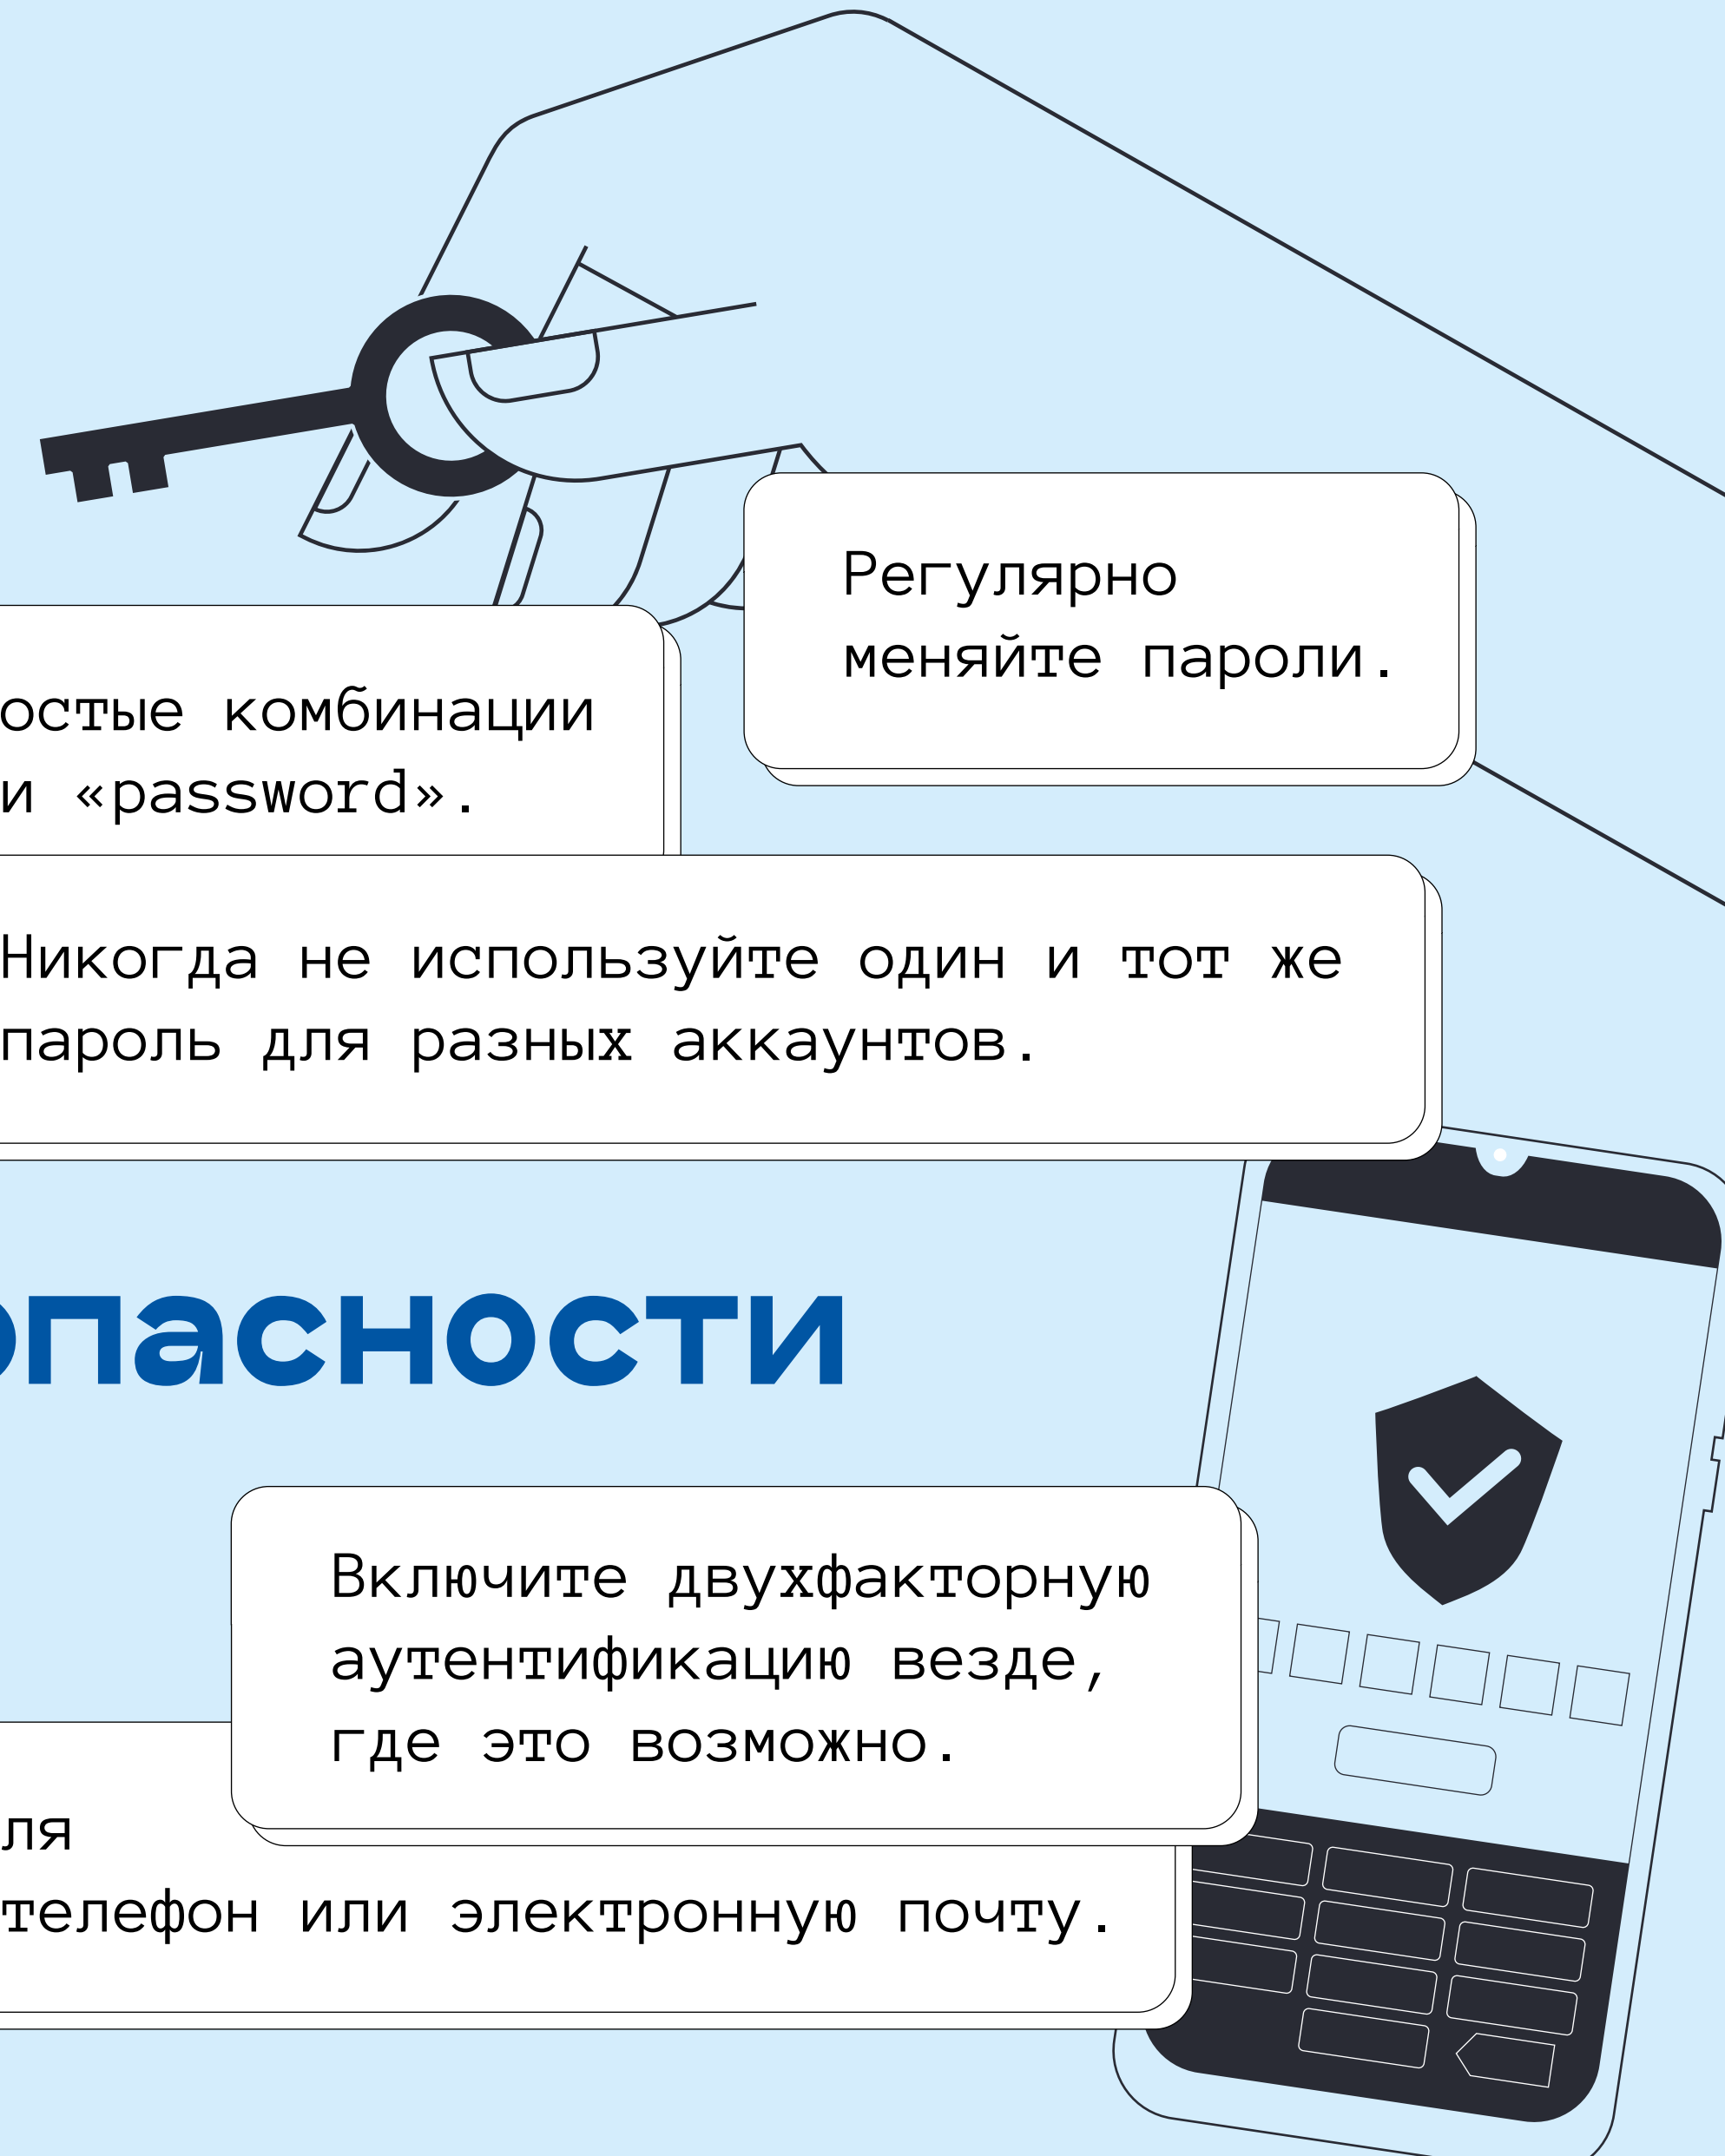 Регулярно
меняйте пароли.
остые комбинации
и «password».
Никогда не используйте один и тот же
пароль для разных аккаунтов.
опасности
Включите двухфакторную
аутентификацию везде,
где это возможно.
ля
телефон или электронную почту.